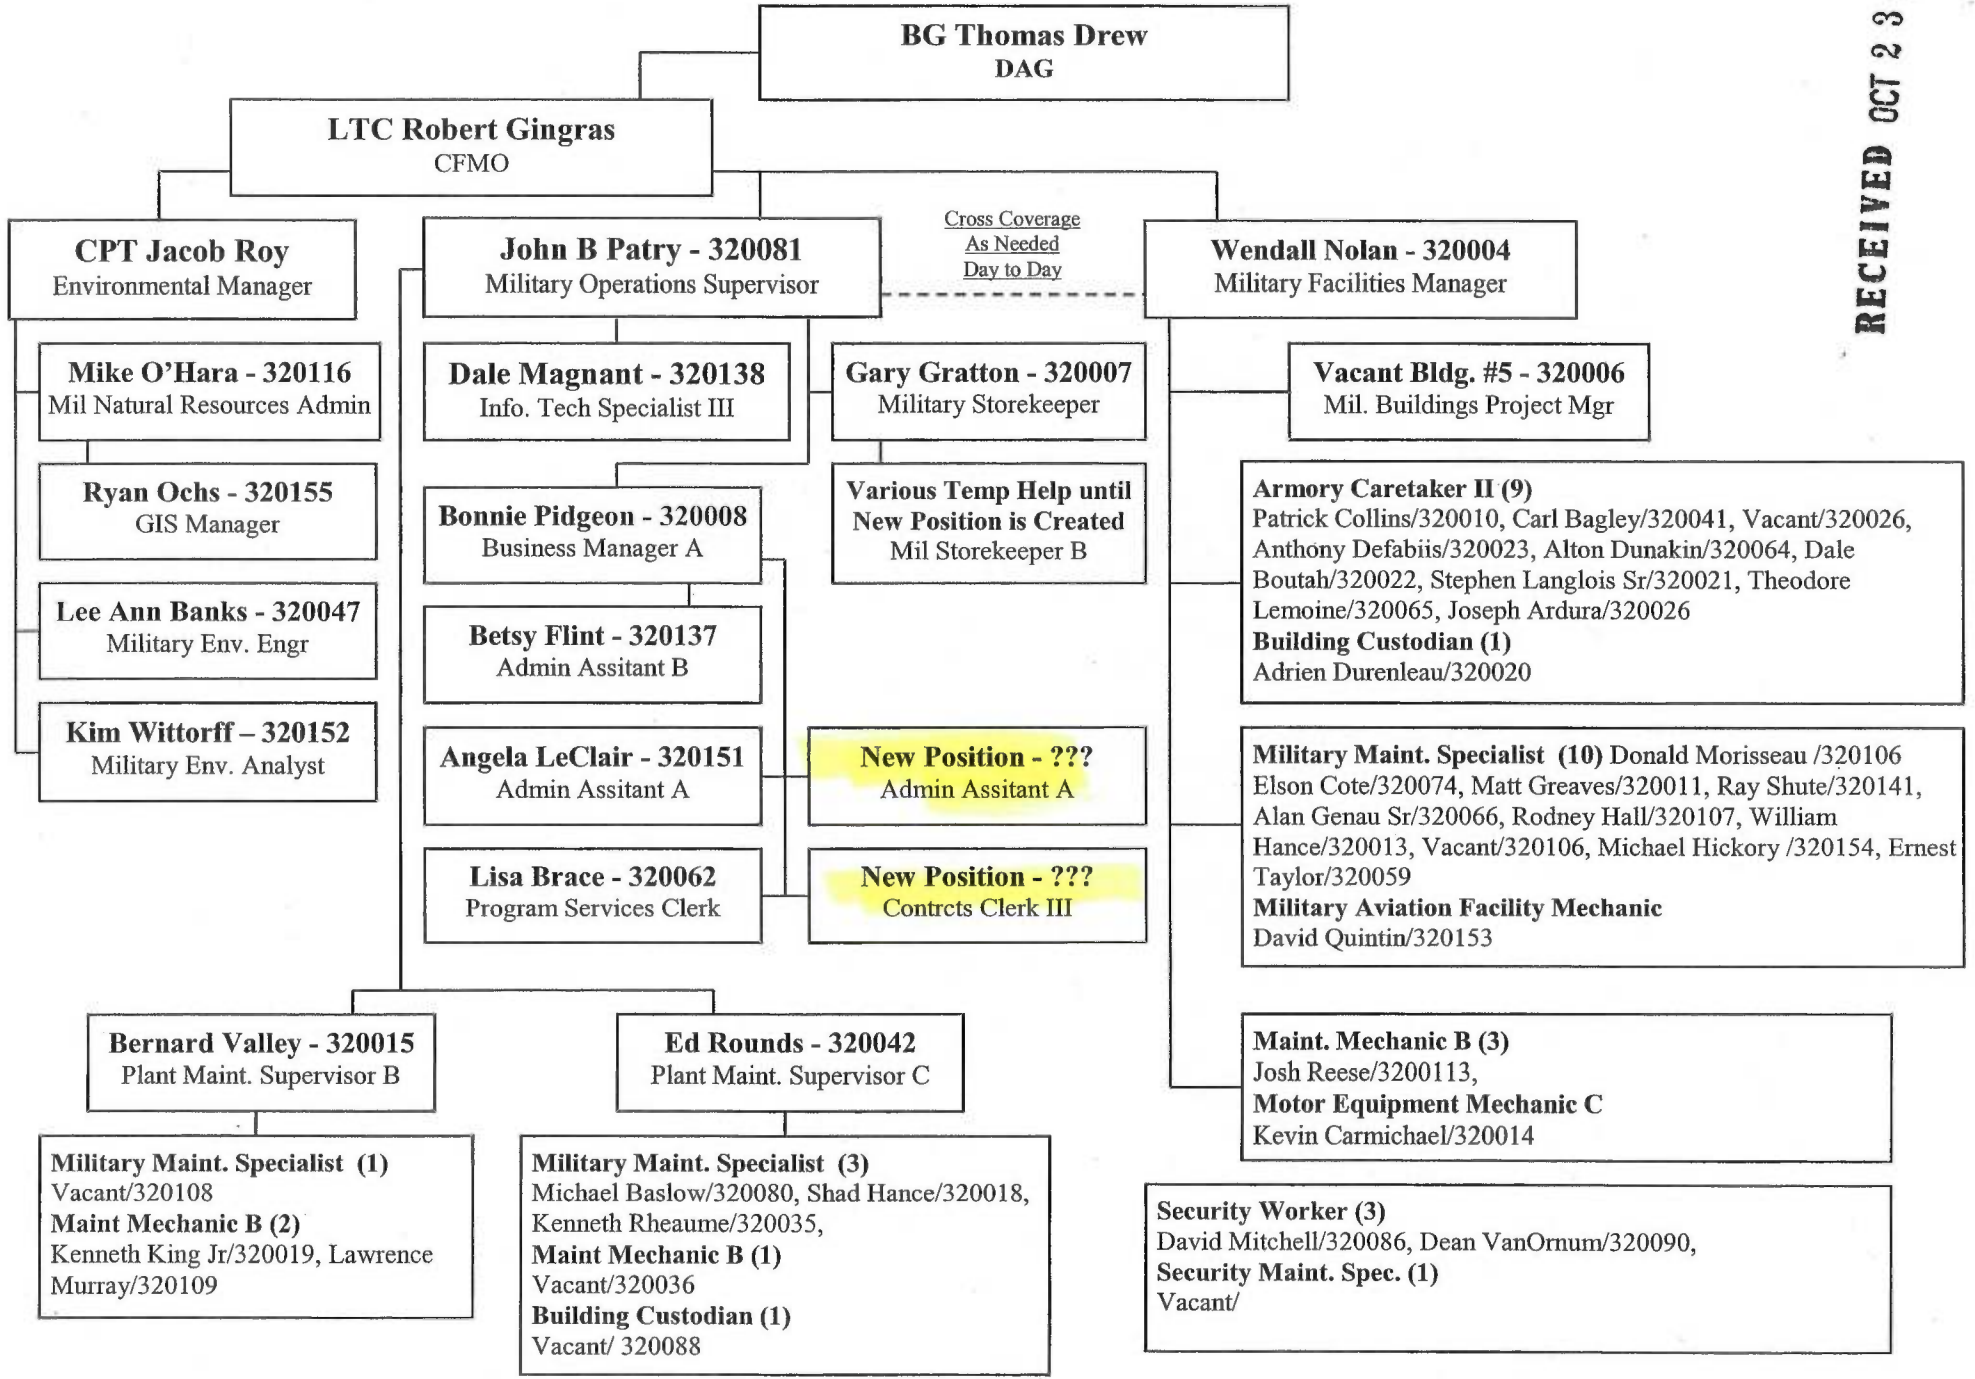 BG Thomas Drew
DAG
RECEIVED OCT 23
LTC Robert Gingras
CFMO
CPT Jacob Roy
Environmental Manager
John B Patry - 320081
Military Operations Supervisor
Cross Coverage
As Needed
Day to Day
Wendall Nolan - 320004
Military Facilities Manager
Mike O'Hara - 320116
Mil Natural Resources Admin
Ryan Ochs - 320155
GIS Manager
Lee Ann Banks - 320047
Military Env. Engr
Kim Wittorff – 320152
Military Env. Analyst
Dale Magnant - 320138
Info. Tech Specialist III
Gary Gratton - 320007
Military Storekeeper
Various Temp Help until
New Position is Created
Mil Storekeeper B
Bonnie Pidgeon - 320008
Business Manager A
Betsy Flint - 320137
Admin Assitant B
Angela LeClair - 320151
Admin Assitant A
New Position - ???
Admin Assitant A
Lisa Brace - 320062
Program Services Clerk
New Position - ???
Contrcts Clerk III
Vacant Bldg. #5 - 320006
Mil. Buildings Project Mgr
Armory Caretaker II (9)
Patrick Collins/320010, Carl Bagley/320041, Vacant/320026,
Anthony Defabiis/320023, Alton Dunakin/320064, Dale
Boutah/320022, Stephen Langlois Sr/320021, Theodore
Lemoine/320065, Joseph Ardura/320026
Building Custodian (1)
Adrien Durenleau/320020
Military Maint. Specialist (10) Donald Morisseau /320106
Elson Cote/320074, Matt Greaves/320011, Ray Shute/320141,
Alan Genau Sr/320066, Rodney Hall/320107, William
Hance/320013, Vacant/320106, Michael Hickory /320154, Ernest
Taylor/320059
Military Aviation Facility Mechanic
David Quintin/320153
Maint. Mechanic B (3)
Josh Reese/3200113,
Motor Equipment Mechanic C
Kevin Carmichael/320014
Security Worker (3)
David Mitchell/320086, Dean VanOrnum/320090,
Security Maint. Spec. (1)
Vacant/
Bernard Valley - 320015
Plant Maint. Supervisor B
Military Maint. Specialist (1)
Vacant/320108
Maint Mechanic B (2)
Kenneth King Jr/320019, Lawrence
Murray/320109
Ed Rounds - 320042
Plant Maint. Supervisor C
Military Maint. Specialist (3)
Michael Baslow/320080, Shad Hance/320018,
Kenneth Rheaume/320035,
Maint Mechanic B (1)
Vacant/320036
Building Custodian (1)
Vacant/ 320088